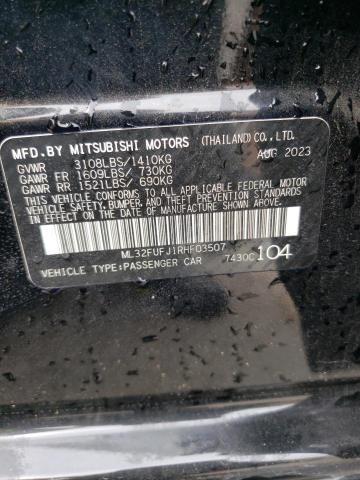 MFD.BY MITSUBISHI MOTORS (THAILAND)CO.,LTD.
GVWR 3108LBS/1410KG AUG 2023
GAWR FR 1609LBS/ 730KG
GAWR RR 1521LBS/ 690KG
THIS VEHICLE CONFORMS TO ALL APPLICABLE FEDERAL MOTOR
VEHICLE SAFETY, BUMPER, AND THEFT PREVENTION STANDARDS
IN EFFECT ON THE DATE OF MANUFACTURE SHOWN ABOVE.
ML32FUFJ1RHF03507
VEHICLE TYPE:PASSENGER CAR 7430C104